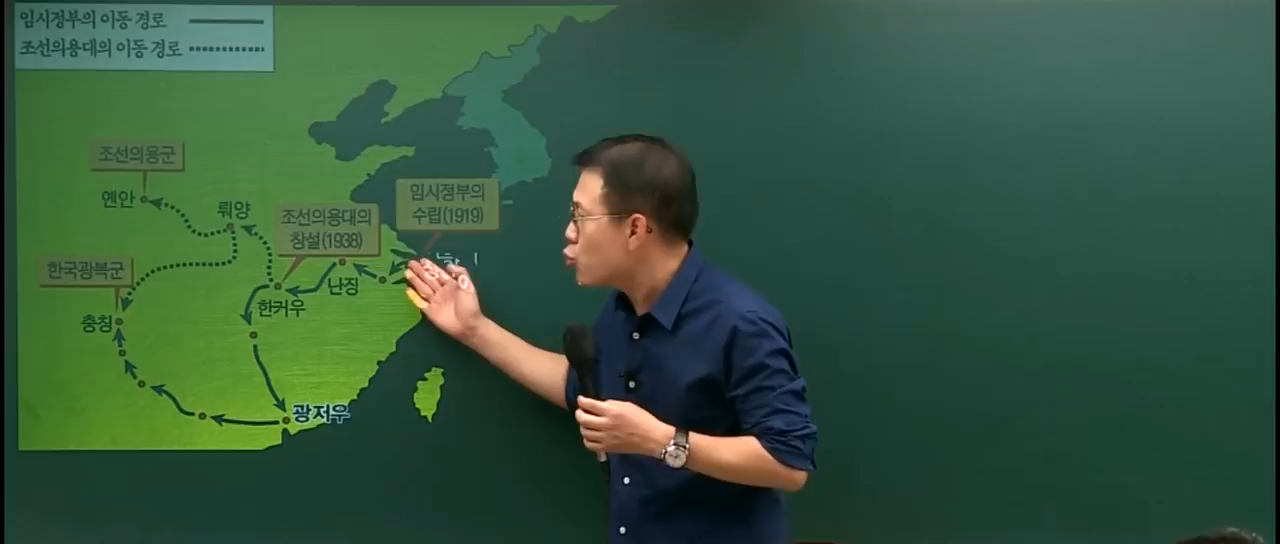 임시정부의 이동 경로
조선의용대의 이동 경로
조선의용군
옌안
뤄양
조선의용대의
창설(1938)
임시정부의
수립(1919)
한국광복군
난징
한커우
충칭
광저우